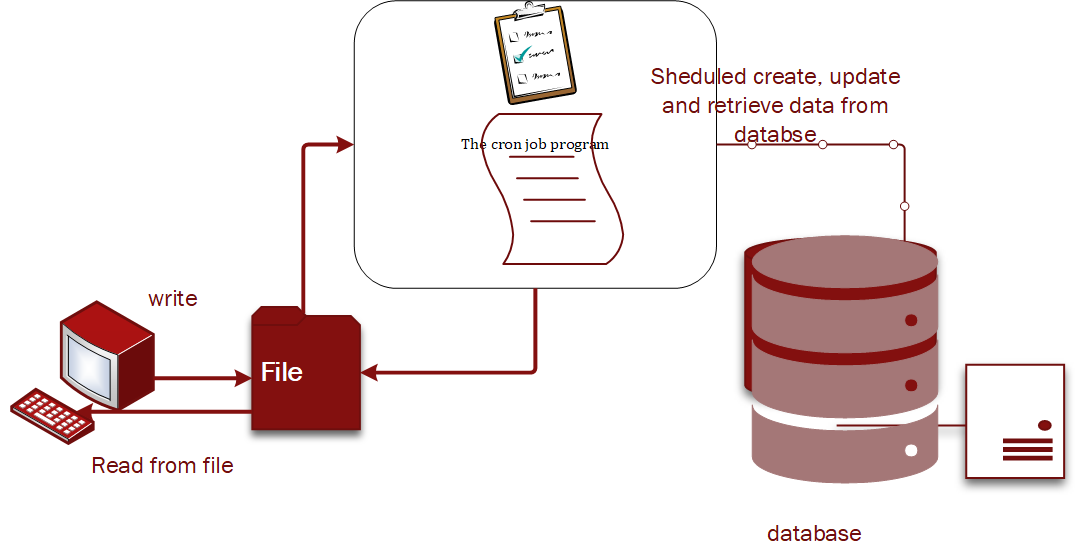 Sheduled create, update
and retrieve data from
databse
The cron job program
write
File
Read from file
database